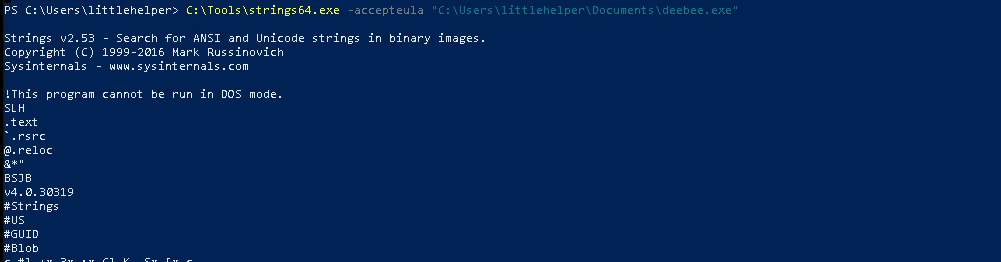 PS C:\Users\littlehelper> C:\Tools\strings64.exe -accepteula "C:\Users\littlehelper\Documents\deebee.exe"
Strings v2.53 - Search for ANSI and Unicode strings in binary images.
Copyright (C) 1999-2016 Mark Russinovich
Sysinternals - www.sysinternals.com
!This program cannot be run in DOS mode.
SLH
.text
`.rsrc
@.reloc
&*"
BSJB
v4.0.30319
#Strings
#US
#GUID
#Blob